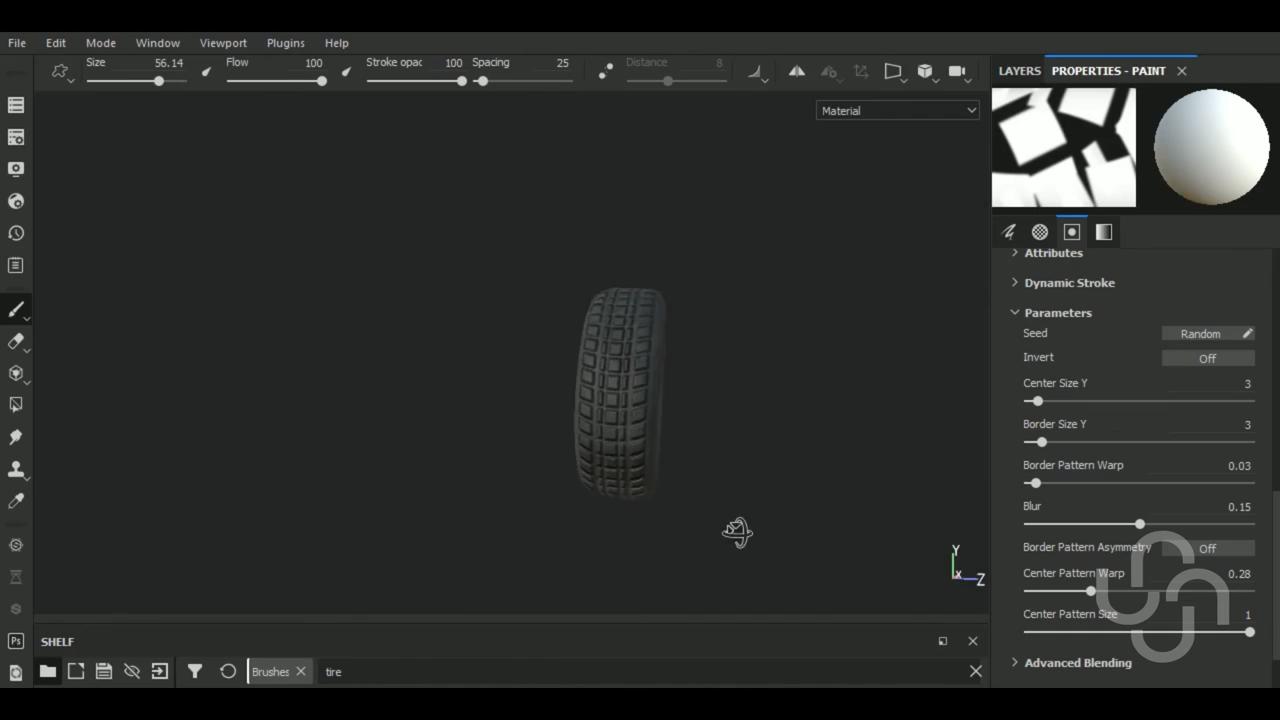 File Edit Mode Window Viewport Plugins Help
Size 56.14 Flow 100 Stroke opac 100 Spacing 25 Distance 8
LAYERS PROPERTIES - PAINT
Material
Attributes
Dynamic Stroke
Parameters
Seed Random
Invert Off
Center Size Y 3
Border Size Y 3
Border Pattern Warp 0.03
Blur 0.15
Border Pattern Asymmetry Off
Center Pattern Warp 0.28
Center Pattern Size 1
Advanced Blending
Y
X Z
SHELF
Ps
Brushes tire